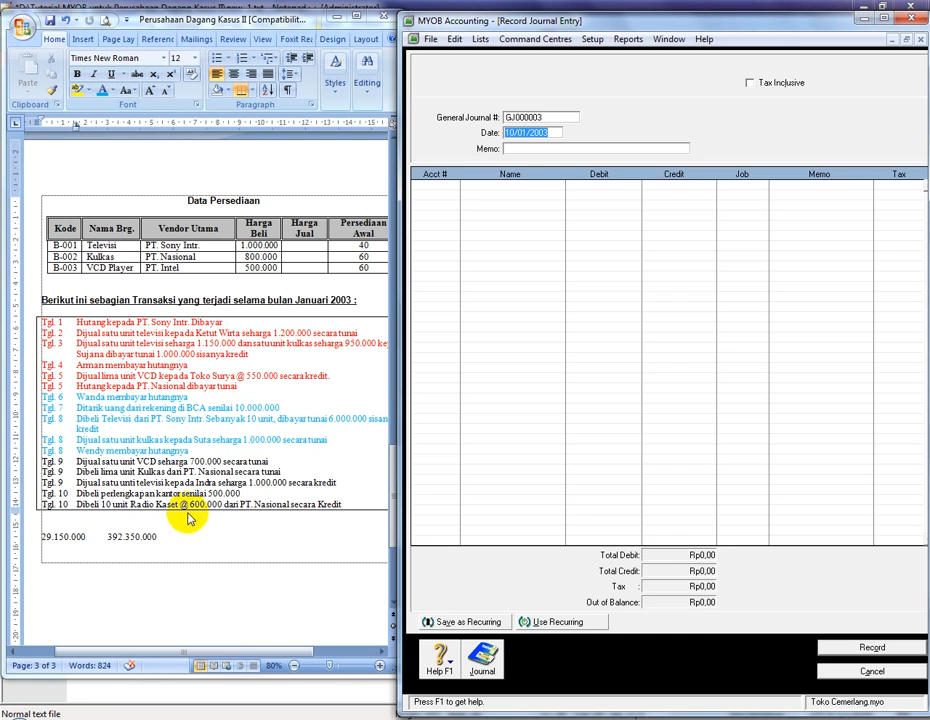 Perusahaan Dagang Kasus II [Compatibilit...
Home Insert Page Lay Referenc Mailings Review View Foxit Rea Design Layout
Paste
Clipboard
Times New Roman 12
B I U abc x₂ x²
Aa
Font
Paragraph
Styles
Editing
Data Persediaan
Kode Nama Brg. Vendor Utama Harga Beli Harga Jual Persediaan Awal
B-001 Televisi PT. Sony Intr. 1.000.000 40
B-002 Kulkas PT. Nasional 800.000 60
B-003 VCD Player PT. Intel 500.000 60
Berikut ini sebagian Transaksi yang terjadi selama bulan Januari 2003 :
Tgl. 1 Hutang kepada PT. Sony Intr. Dibayar
Tgl. 2 Dijual satu unit televisi kepada Ketut Wirta seharga 1.200.000 secara tunai
Tgl. 3 Dijual satu unit televisi seharga 1.150.000 dan satu unit kulkas seharga 950.000 ke
Sujana dibayar tunai 1.000.000 sisanya kredit
Tgl. 4 Arman membayar hutangnya
Tgl. 5 Dijual lima unit VCD kepada Toko Surya @ 550.000 secara kredit.
Tgl. 5 Hutang kepada PT. Nasional dibayar tunai
Tgl. 6 Wanda membayar hutangnya
Tgl. 7 Ditarik uang dari rekening di BCA senilai 10.000.000
Tgl. 8 Dibeli Televisi dari PT. Sony Intr. Sebanyak 10 unit, dibayar tunai 6.000.000 sisan
kredit
Tgl. 8 Dijual satu unit kulkas kepada Suta seharga 1.000.000 secara tunai
Tgl. 8 Wendy membayar hutangnya
Tgl. 9 Dijual satu unit VCD seharga 700.000 secara tunai
Tgl. 9 Dibeli lima unit Kulkas dari PT. Nasional secara tunai
Tgl. 9 Dijual satu unti televisi kepada Indra seharga 1.000.000 secara kredit
Tgl. 10 Dibeli perlengkapan kantor senilai 500.000
Tgl. 10 Dibeli 10 unit Radio Kaset @ 600.000 dari PT. Nasional secara Kredit
29.150.000 392.350.000
Page: 3 of 3 Words: 824 80%
Normal text file
MYOB Accounting - [Record Journal Entry]
File Edit Lists Command Centres Setup Reports Window Help
Tax Inclusive
General Journal #: GJ000003
Date: 10/01/2003
Memo:
Acct # Name Debit Credit Job Memo Tax
Total Debit: Rp0,00
Total Credit: Rp0,00
Tax : Rp0,00
Out of Balance: Rp0,00
Save as Recurring Use Recurring
Help F1 Journal
Record
Cancel
Press F1 to get help. Toko Cemerlang.myo